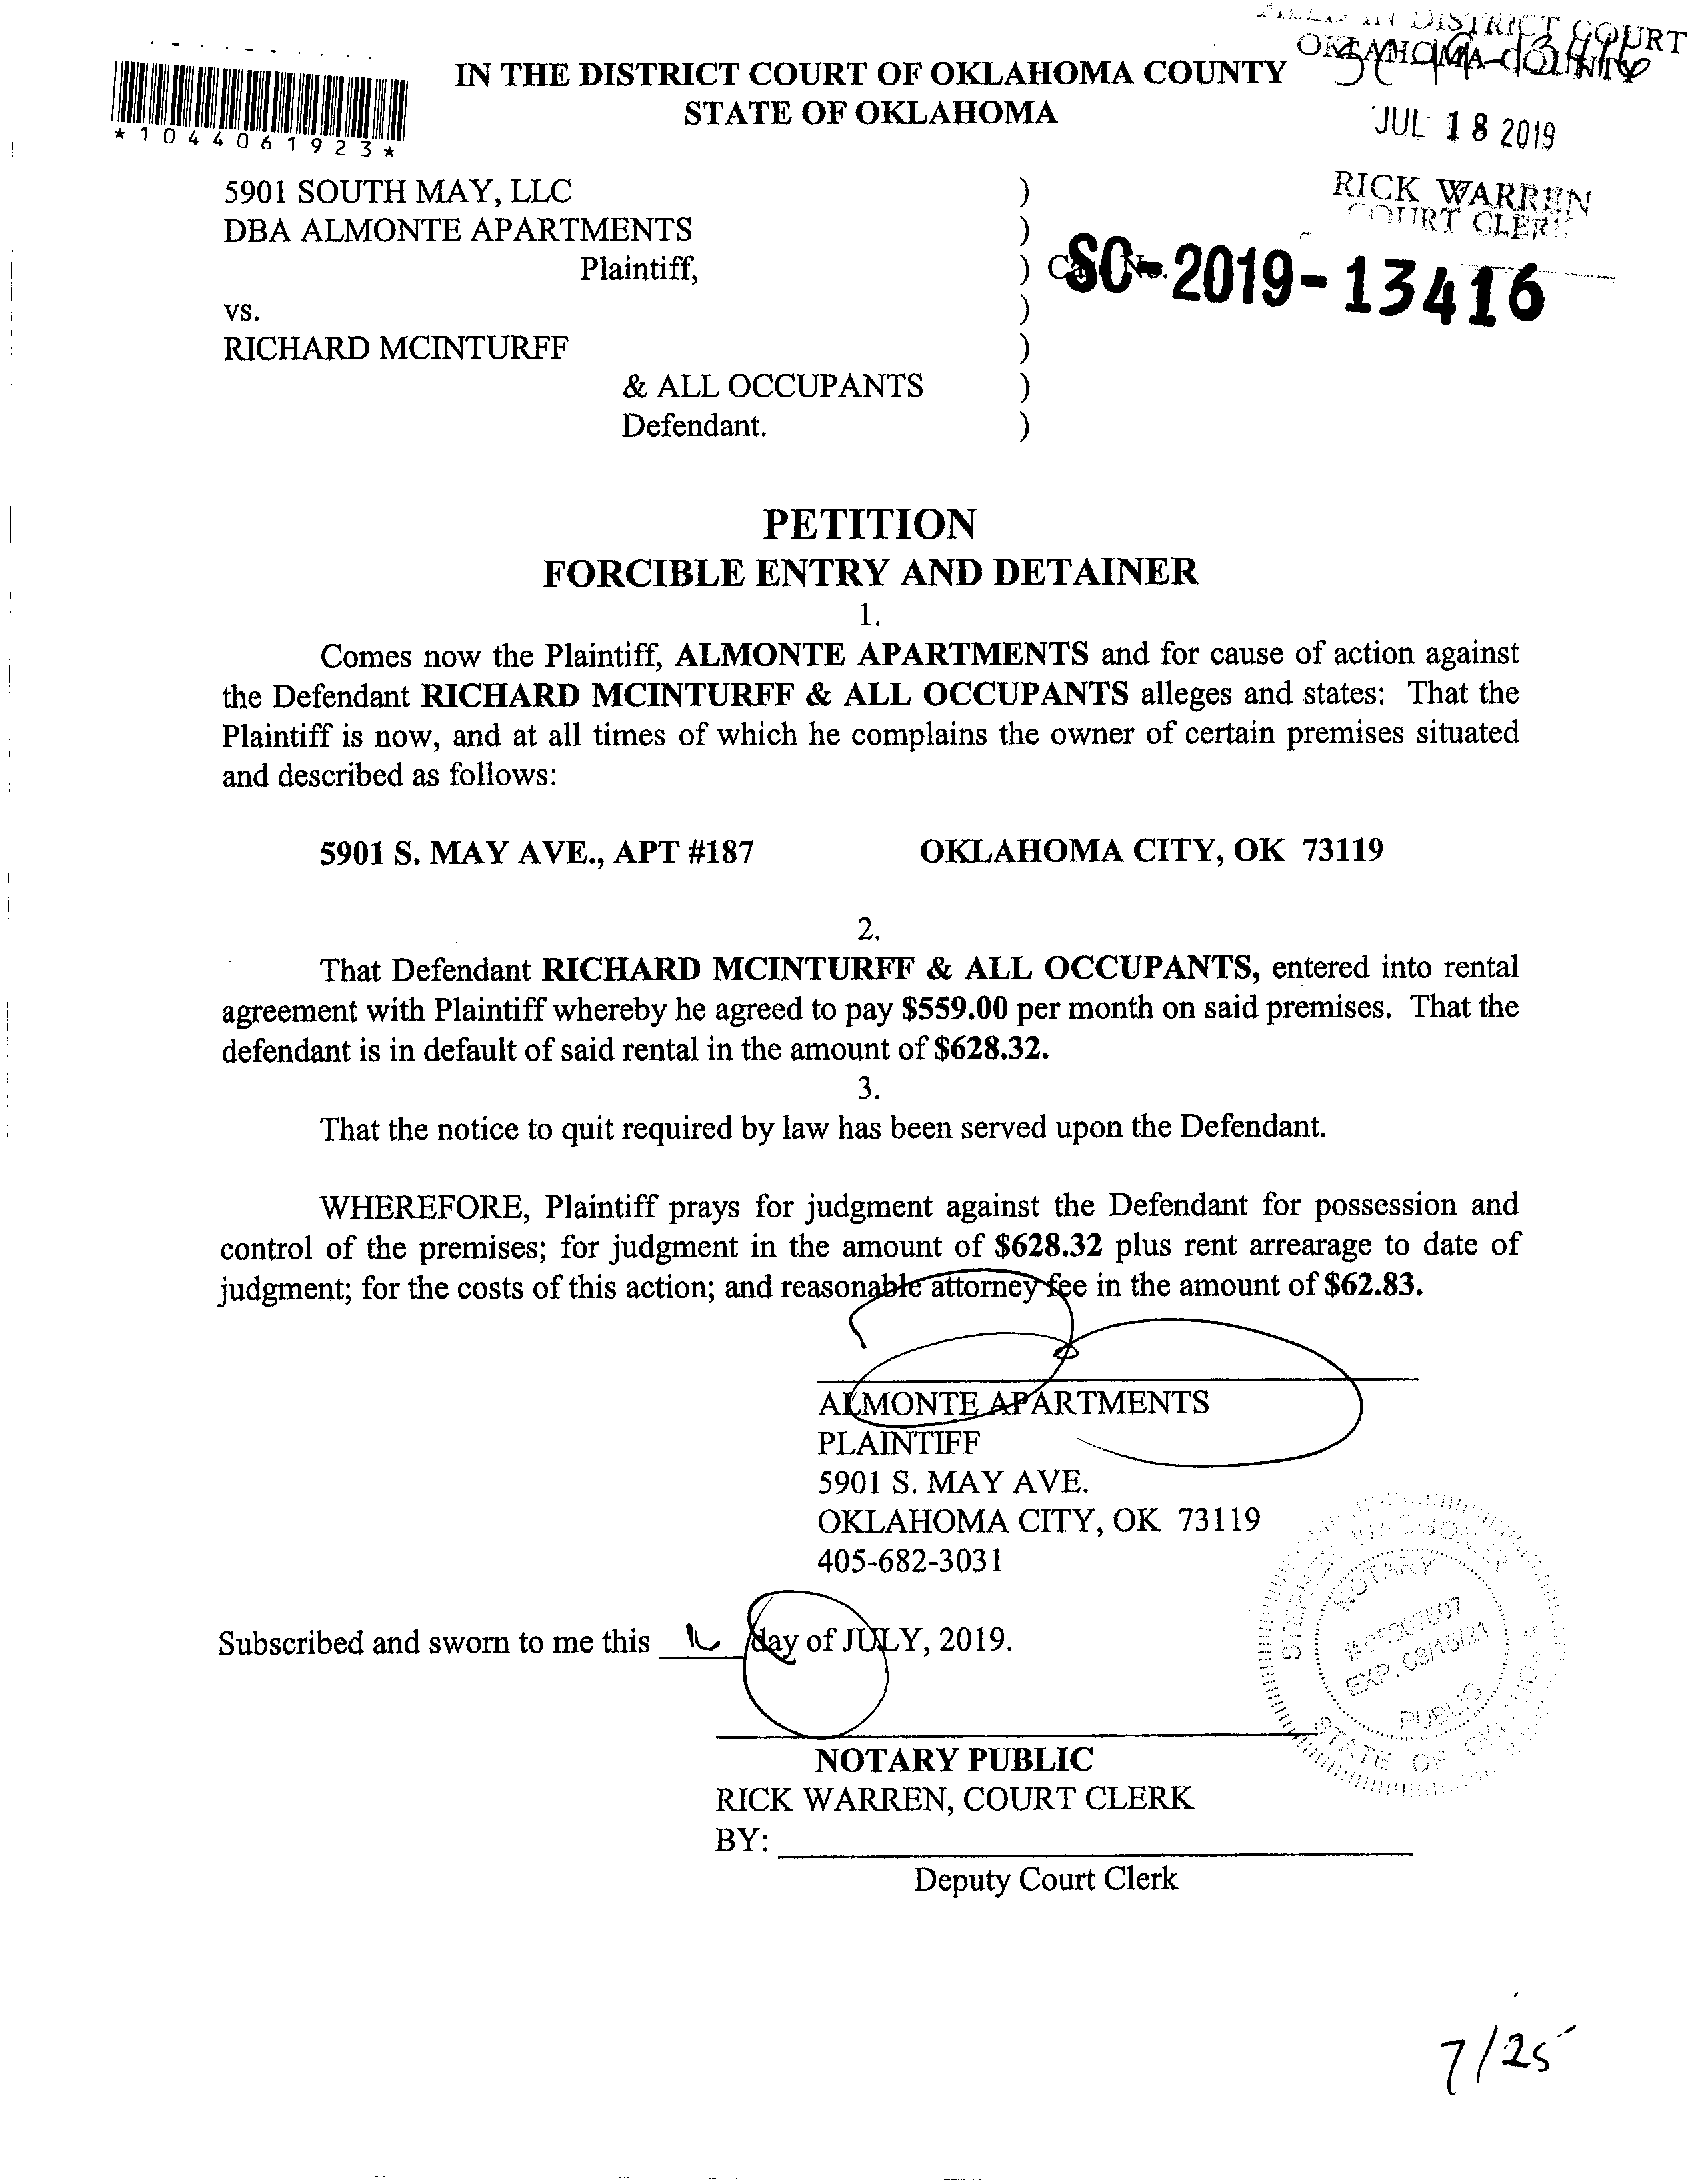 FILED IN DISTRICT COURT
OKLAHOMA COUNTY
SC 19-13416
IN THE DISTRICT COURT OF OKLAHOMA COUNTY
STATE OF OKLAHOMA
JUL 18 2019
*1044061923*
RICK WARREN
COURT CLERK
5901 SOUTH MAY, LLC )
DBA ALMONTE APARTMENTS )
Plaintiff, ) Case No. SC-2019-13416
vs. )
RICHARD MCINTURFF )
& ALL OCCUPANTS )
Defendant. )
PETITION
FORCIBLE ENTRY AND DETAINER
1.
Comes now the Plaintiff, ALMONTE APARTMENTS and for cause of action against
the Defendant RICHARD MCINTURFF & ALL OCCUPANTS alleges and states: That the
Plaintiff is now, and at all times of which he complains the owner of certain premises situated
and described as follows:
5901 S. MAY AVE., APT #187 OKLAHOMA CITY, OK 73119
2.
That Defendant RICHARD MCINTURFF & ALL OCCUPANTS, entered into rental
agreement with Plaintiff whereby he agreed to pay $559.00 per month on said premises. That the
defendant is in default of said rental in the amount of $628.32.
3.
That the notice to quit required by law has been served upon the Defendant.
WHEREFORE, Plaintiff prays for judgment against the Defendant for possession and
control of the premises; for judgment in the amount of $628.32 plus rent arrearage to date of
judgment; for the costs of this action; and reasonable attorney fee in the amount of $62.83.
ALMONTE APARTMENTS
PLAINTIFF
5901 S. MAY AVE.
OKLAHOMA CITY, OK 73119
405-682-3031
NOTARY
EXP. 09/15/21
PUBLIC
STATE OF OKLAHOMA
Subscribed and sworn to me this 16 day of JULY, 2019.
NOTARY PUBLIC
RICK WARREN, COURT CLERK
BY:
Deputy Court Clerk
7/25